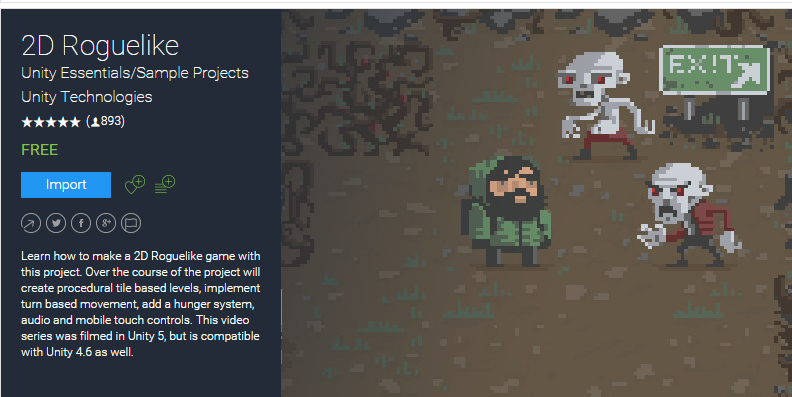 2D Roguelike
Unity Essentials/Sample Projects
Unity Technologies
★★★★★ (893)
FREE
Import
Learn how to make a 2D Roguelike game with
this project. Over the course of the project will
create procedural tile based levels, implement
turn based movement, add a hunger system,
audio and mobile touch controls. This video
series was filmed in Unity 5, but is compatible
with Unity 4.6 as well.
EXIT